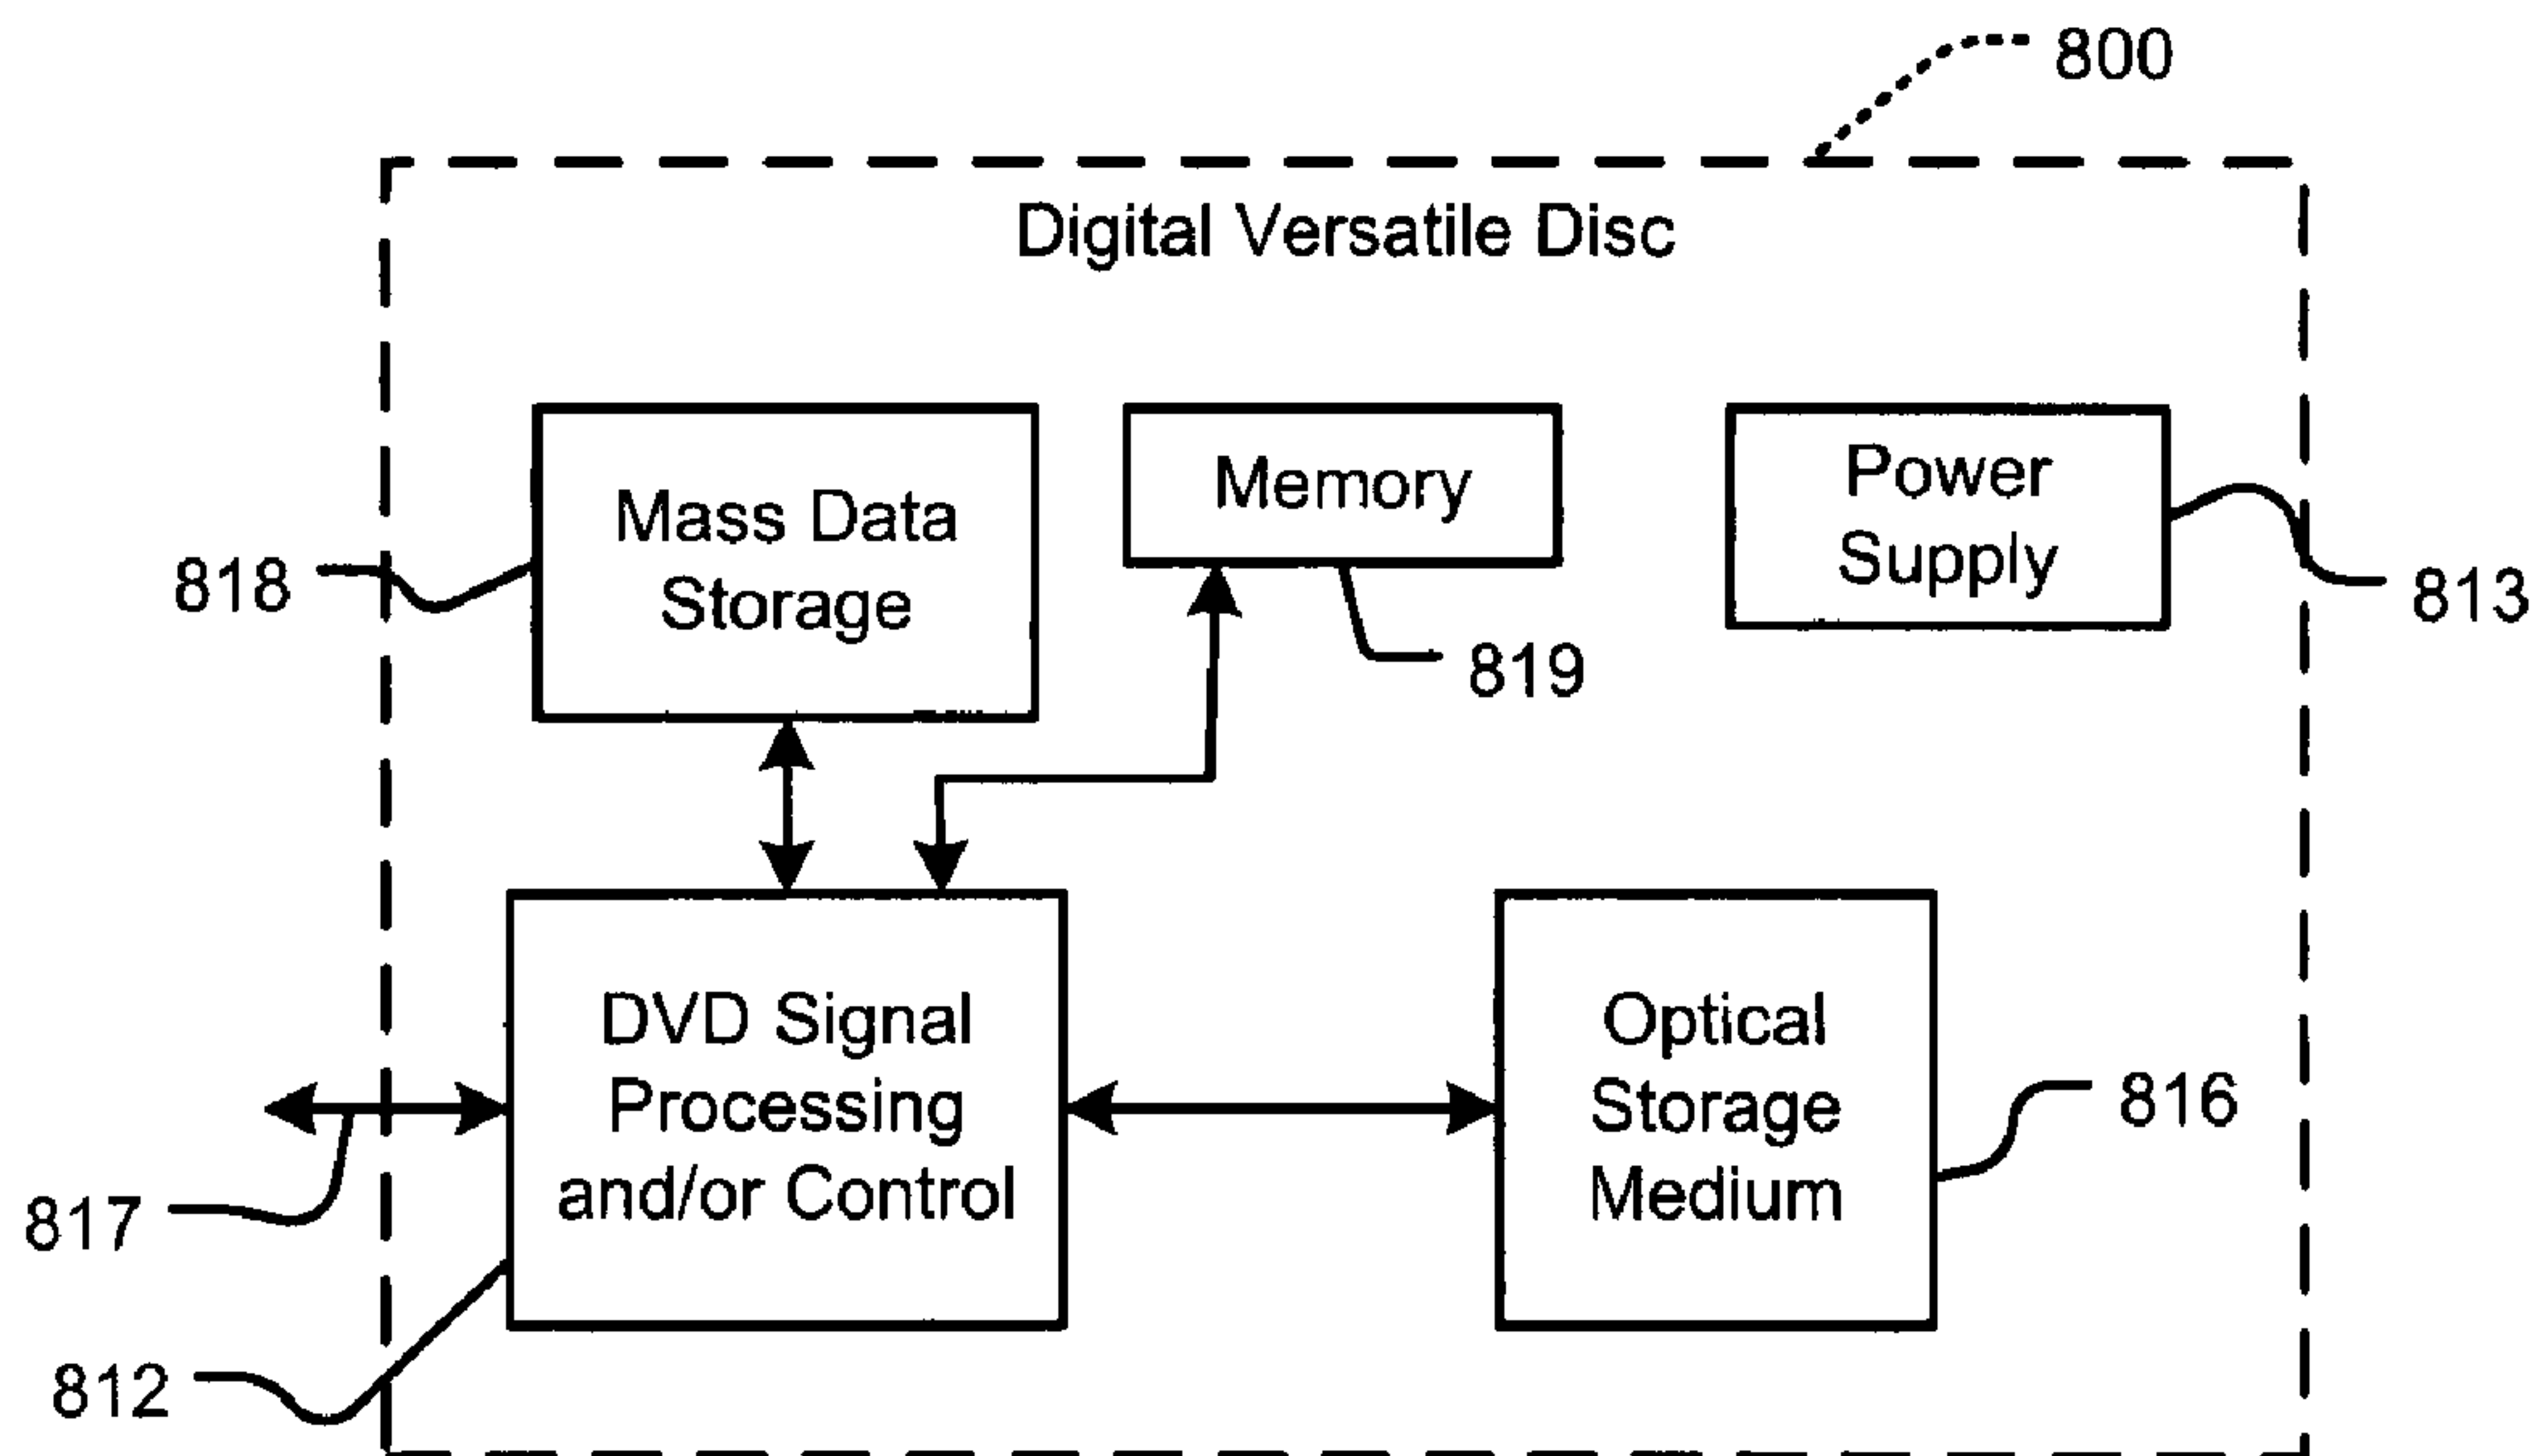 800
Digital Versatile Disc
Mass Data
Storage
818
Memory
819
Power
Supply
813
DVD Signal
Processing
and/or Control
817
812
Optical
Storage
Medium
816